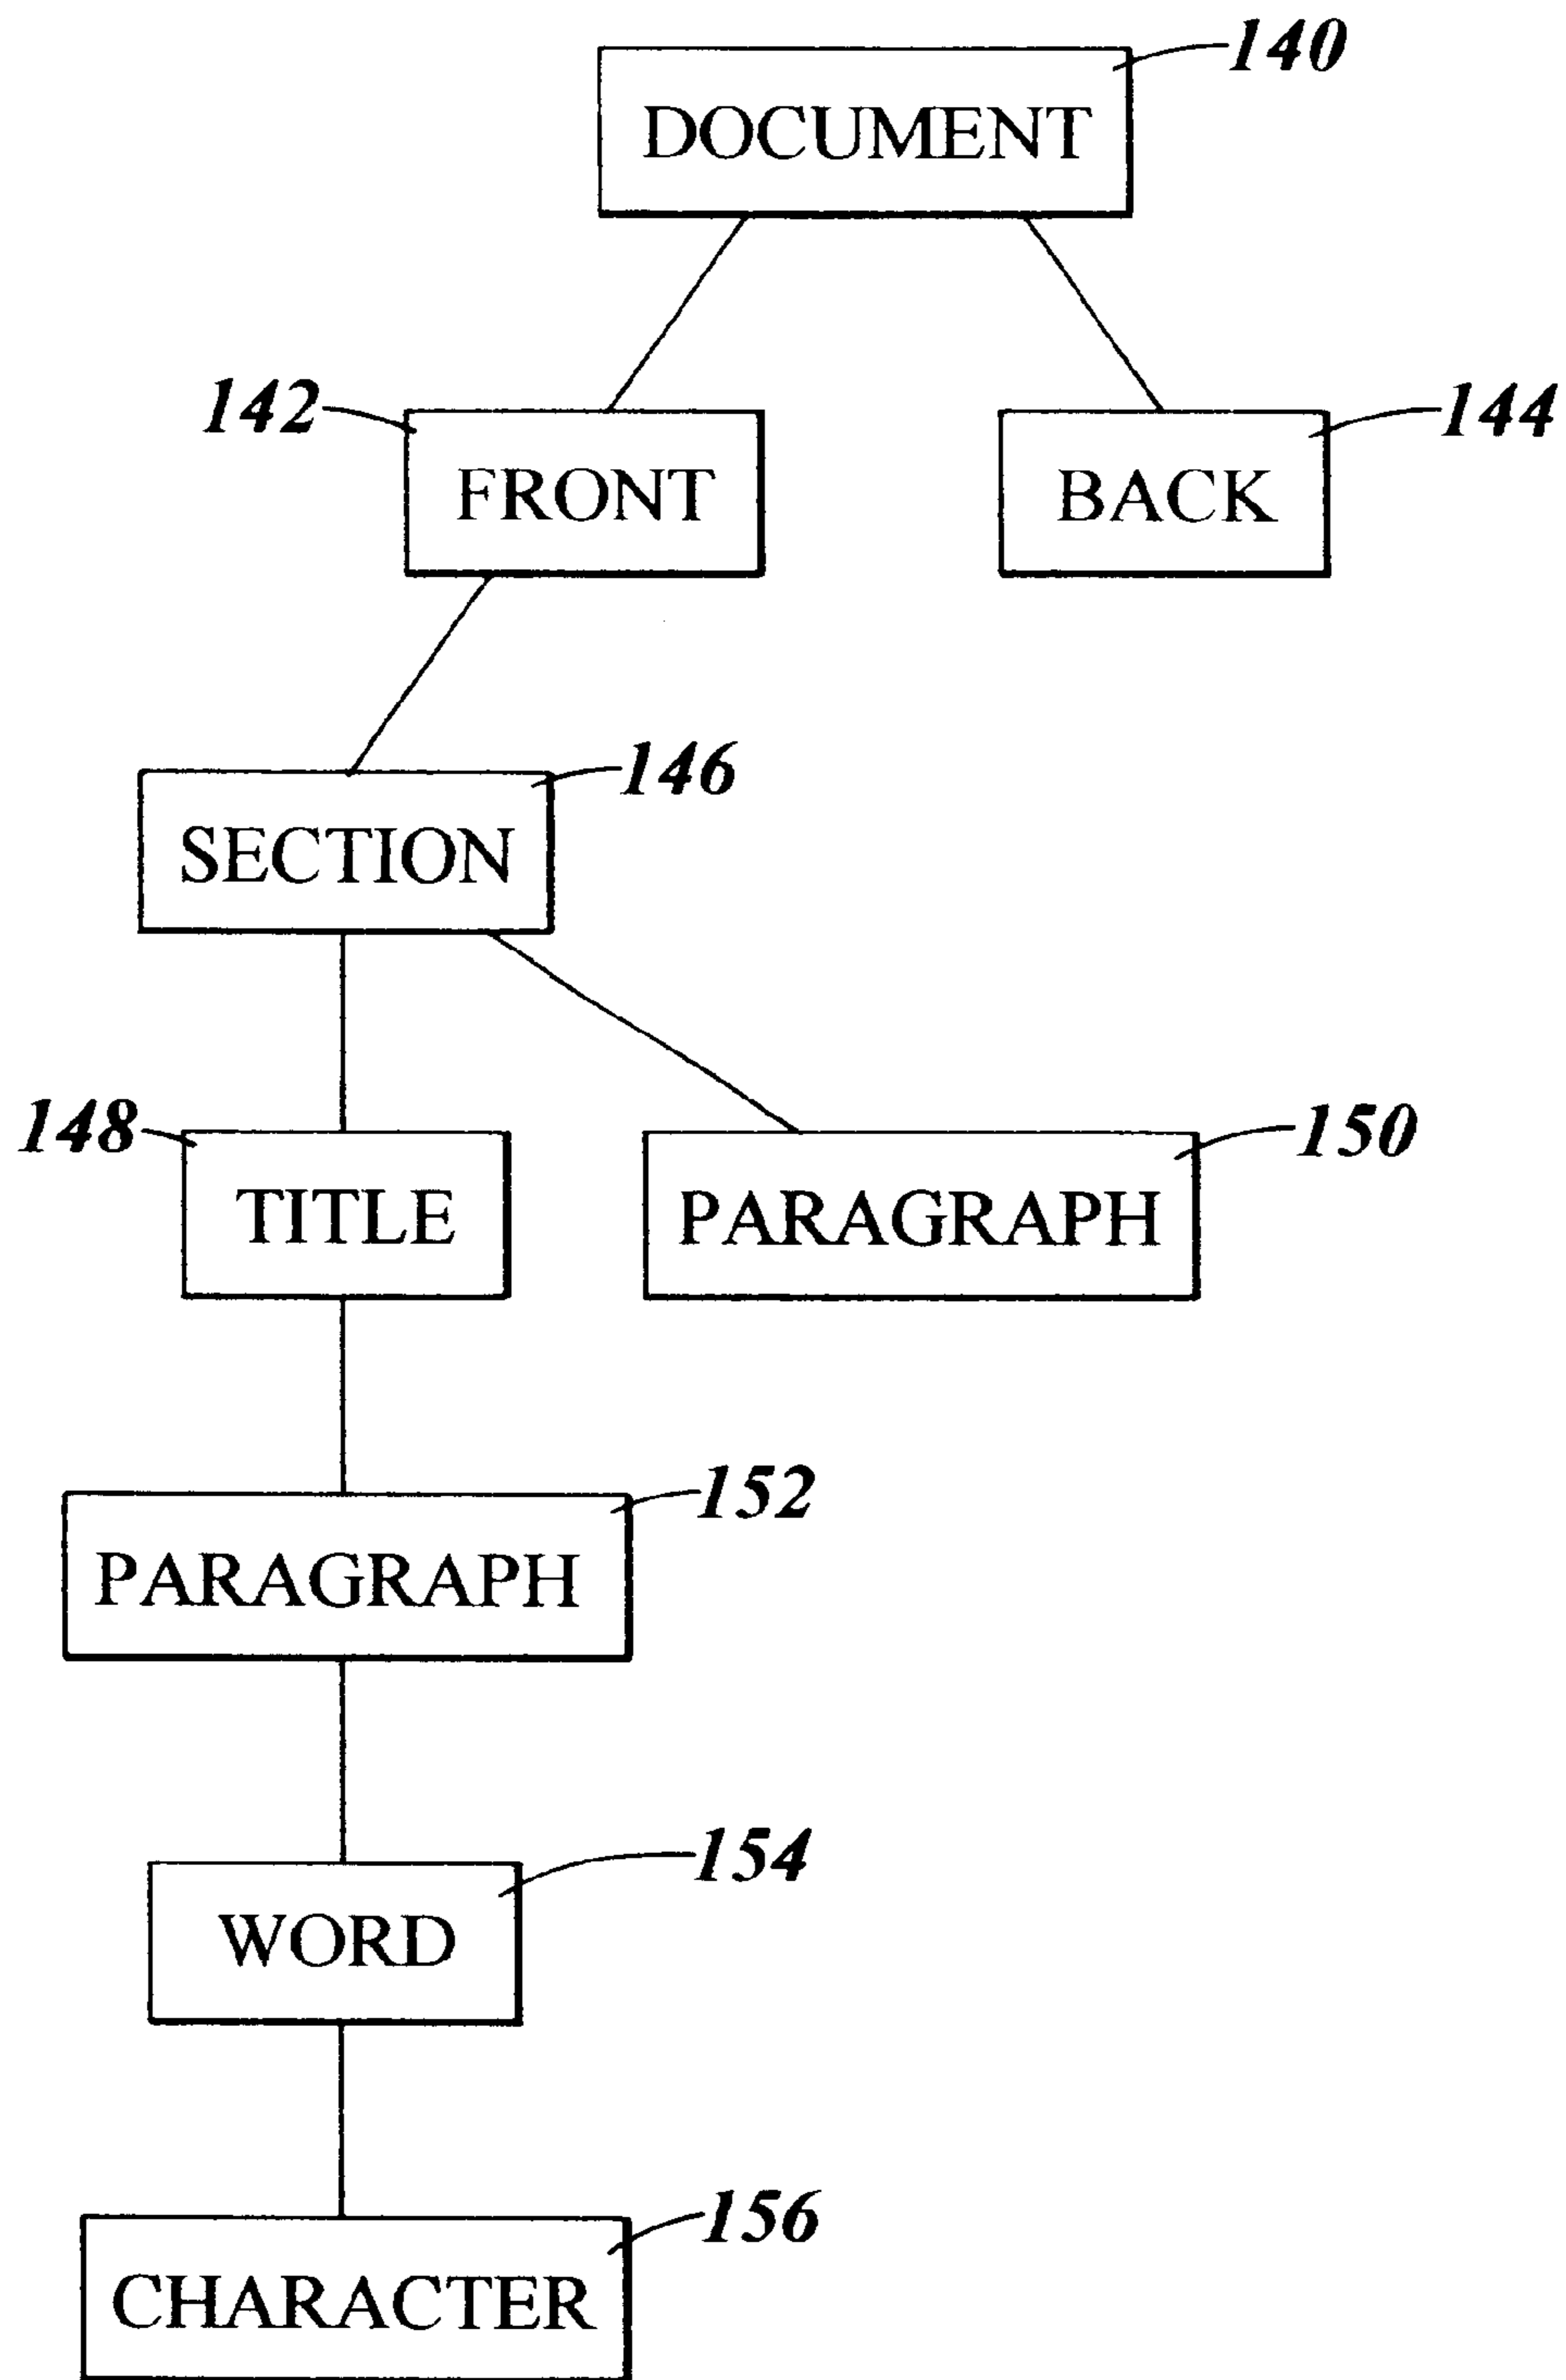 140
DOCUMENT
142
FRONT
144
BACK
146
SECTION
148
TITLE
150
PARAGRAPH
152
PARAGRAPH
154
WORD
156
CHARACTER